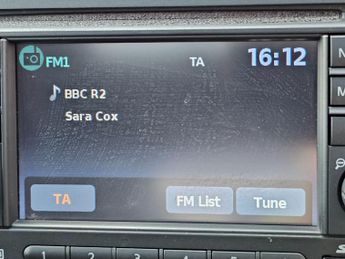 FM1 TA 16:12
BBC R2
Sara Cox
TA FM List Tune